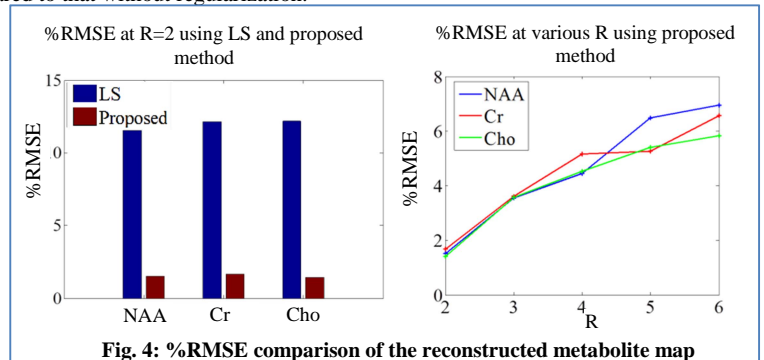 %RMSE at R=2 using LS and proposed
method
15
LS
Proposed
0
5
0
%RMSE
NAA Cr Cho
%RMSE at various R using proposed
method
8
NAA
Cr
Cho
6
4
2
0
%RMSE
2 3 4 5 6
R
Fig. 4: %RMSE comparison of the reconstructed metabolite map